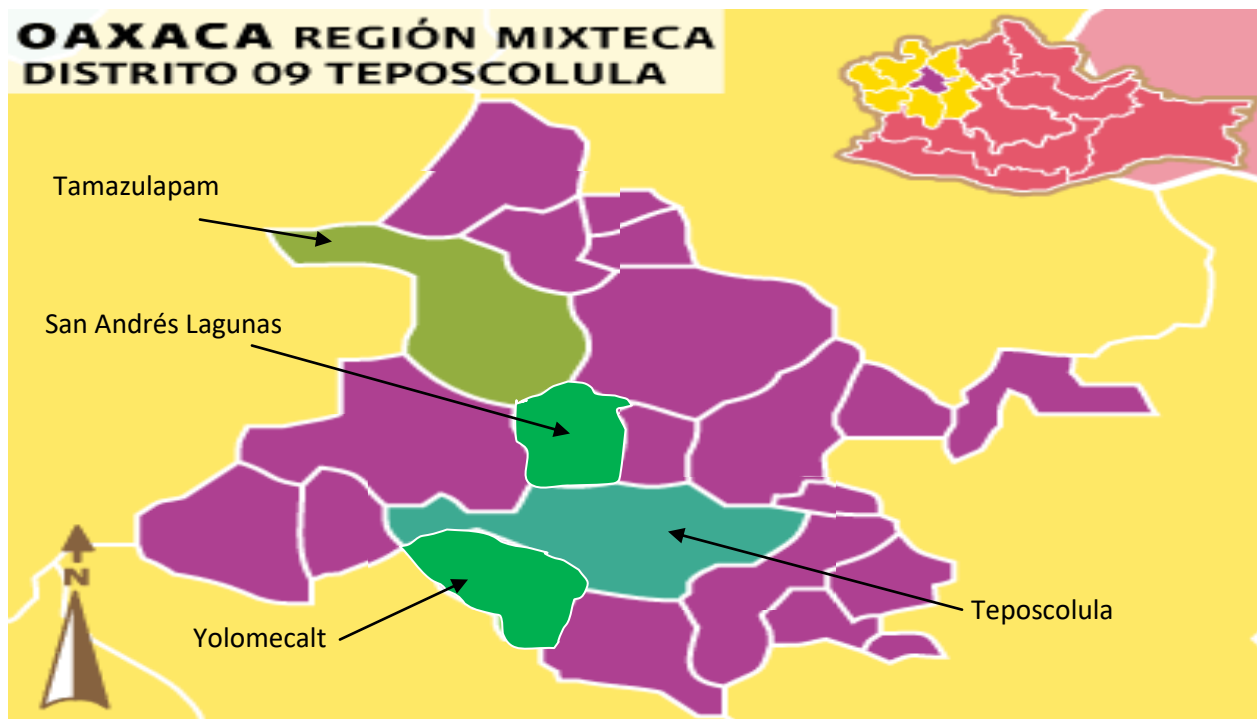 OAXACA REGIÓN MIXTECA
DISTRITO 09 TEPOSCOLULA
Tamazulapam
San Andrés Lagunas
N
Teposcolula
Yolomecalt